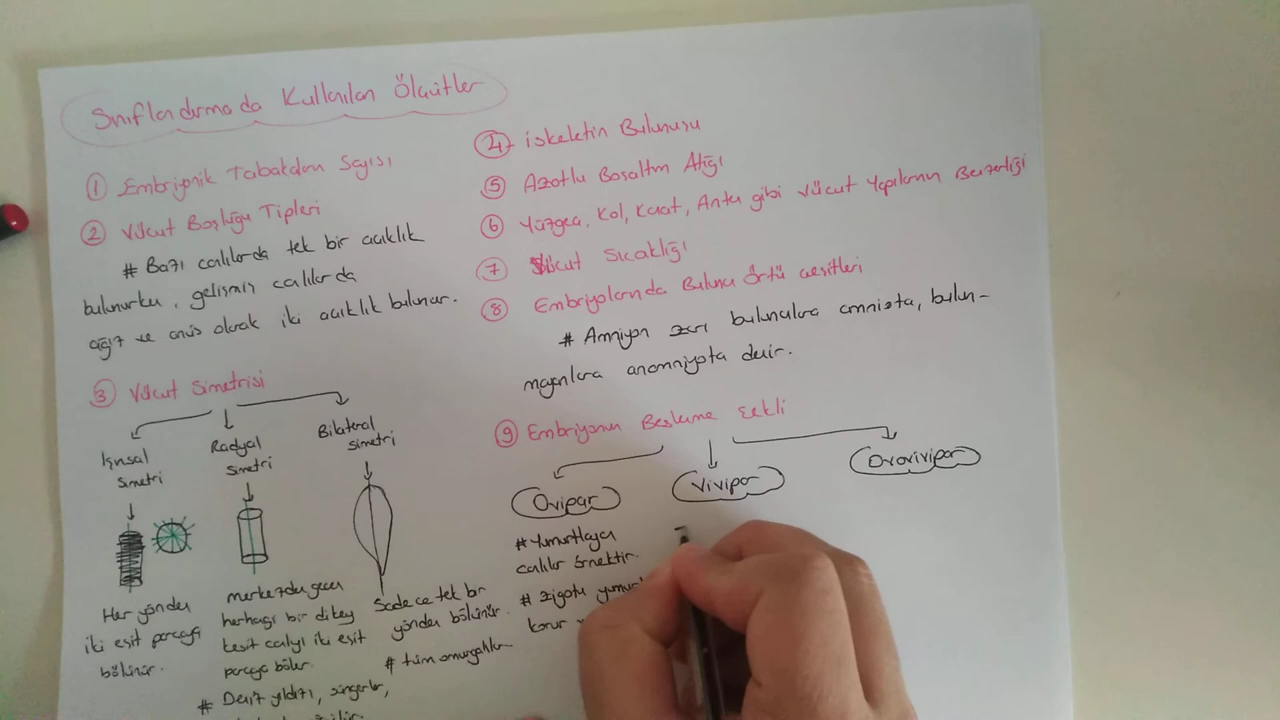 Sınıflandırmada Kullanılan Ölçütler
① Embriyonik Tabakaların Sayısı
② Vücut Boşluğu Tipleri
# Bazı canlılarda tek bir açıklık
bulunurken, gelişmiş canlılarda
ağız ve anüs olarak iki açıklık bulunur.
③ Vücut Simetrisi
Işınsal
Simetri
Radyal
Simetri
Bilateral
Simetri
Her yönden
iki eşit parçaya
bölünür.
merkezden geçen
herhangi bir dikey
kesit canlıyı iki eşit
parçaya böler.
# Deniz yıldızı, süngerler,
Sadece tek bir
yönden bölünür.
# tüm omurgalılar
④ İskeletin Bulunuşu
⑤ Azotlu Boşaltım Atığı
⑥ Yüzgeç, Kol, Kanat, Anten gibi Vücut Yapılarının Benzerliği
⑦ Vücut Sıcaklığı
⑧ Embriyolarında Bulunan Örtü çeşitleri
# Amniyon zarı bulunanlara amniota, bulun-
mayanlara anamniyota denir.
⑨ Embriyonun Beslenme Şekli
Ovipar
Vivipar
Ovovivipar
# Yumurtlayan
canlılar örnektir.
# zigotu
korur